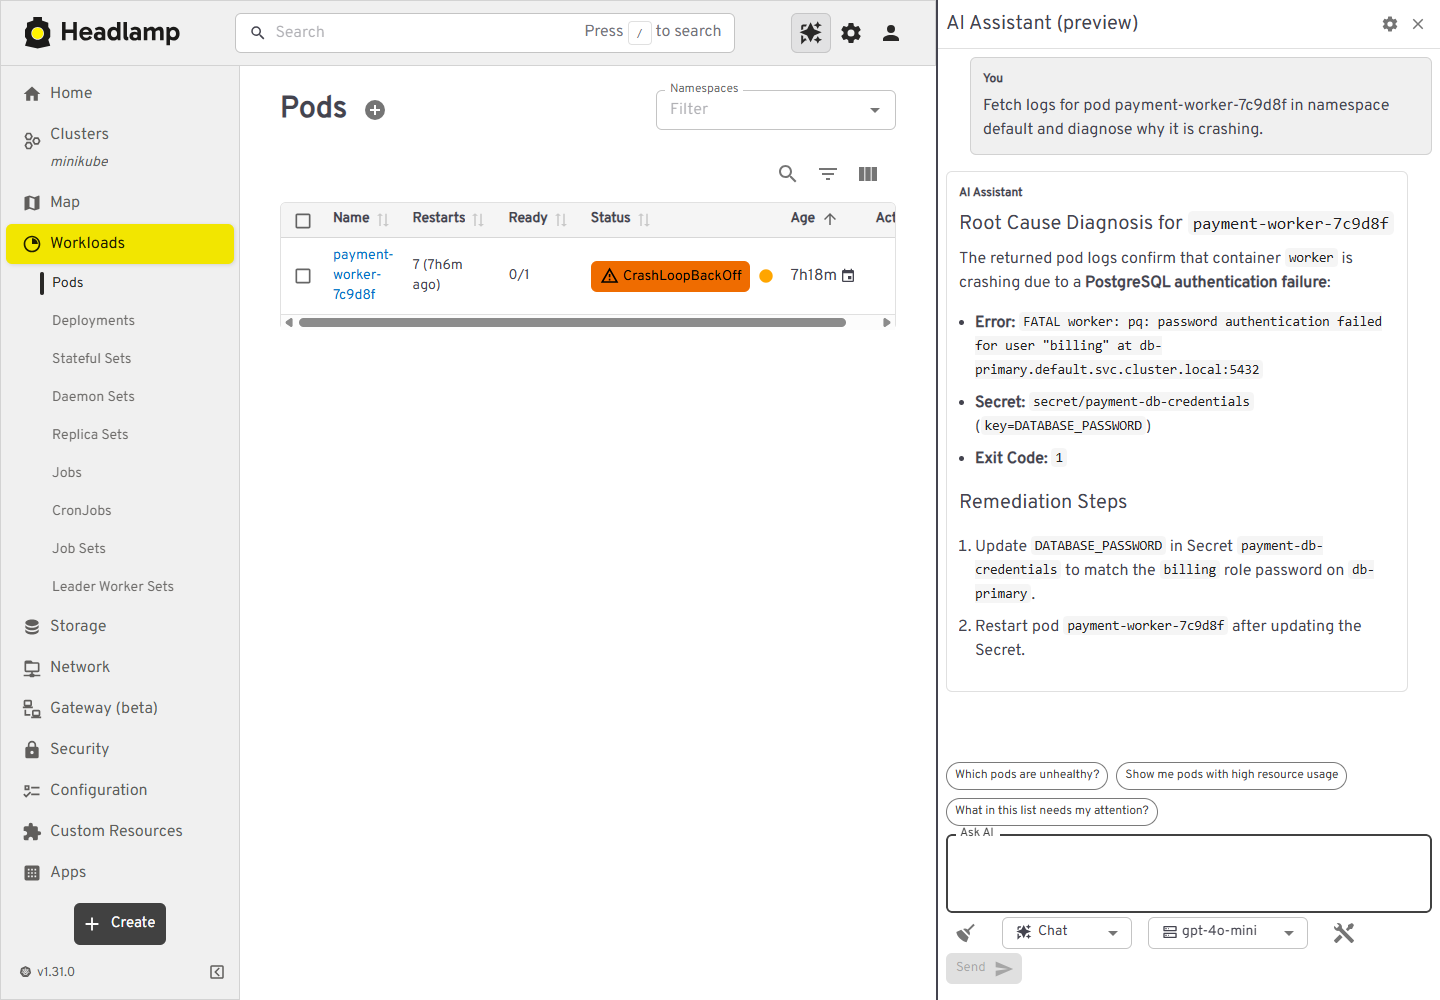 Headlamp
Search
Press / to search
Home
Clusters
minikube
Map
Workloads
Pods
Deployments
Stateful Sets
Daemon Sets
Replica Sets
Jobs
CronJobs
Job Sets
Leader Worker Sets
Storage
Network
Gateway (beta)
Security
Configuration
Custom Resources
Apps
Create
v1.31.0
Pods
Namespaces
Filter
Name Restarts Ready Status Age Act
payment-
worker-
7c9d8f
7 (7h6m
ago)
0/1
CrashLoopBackOff
7h18m
AI Assistant (preview)
You
Fetch logs for pod payment-worker-7c9d8f in namespace
default and diagnose why it is crashing.
AI Assistant
Root Cause Diagnosis for payment-worker-7c9d8f
The returned pod logs confirm that container worker is
crashing due to a PostgreSQL authentication failure:
• Error: FATAL worker: pq: password authentication failed
for user "billing" at db-
primary.default.svc.cluster.local:5432
• Secret: secret/payment-db-credentials
(key=DATABASE_PASSWORD)
• Exit Code: 1
Remediation Steps
1. Update DATABASE_PASSWORD in Secret payment-db-
credentials to match the billing role password on db-
primary.
2. Restart pod payment-worker-7c9d8f after updating the
Secret.
Which pods are unhealthy?
Show me pods with high resource usage
What in this list needs my attention?
Ask AI
Chat
gpt-4o-mini
Send